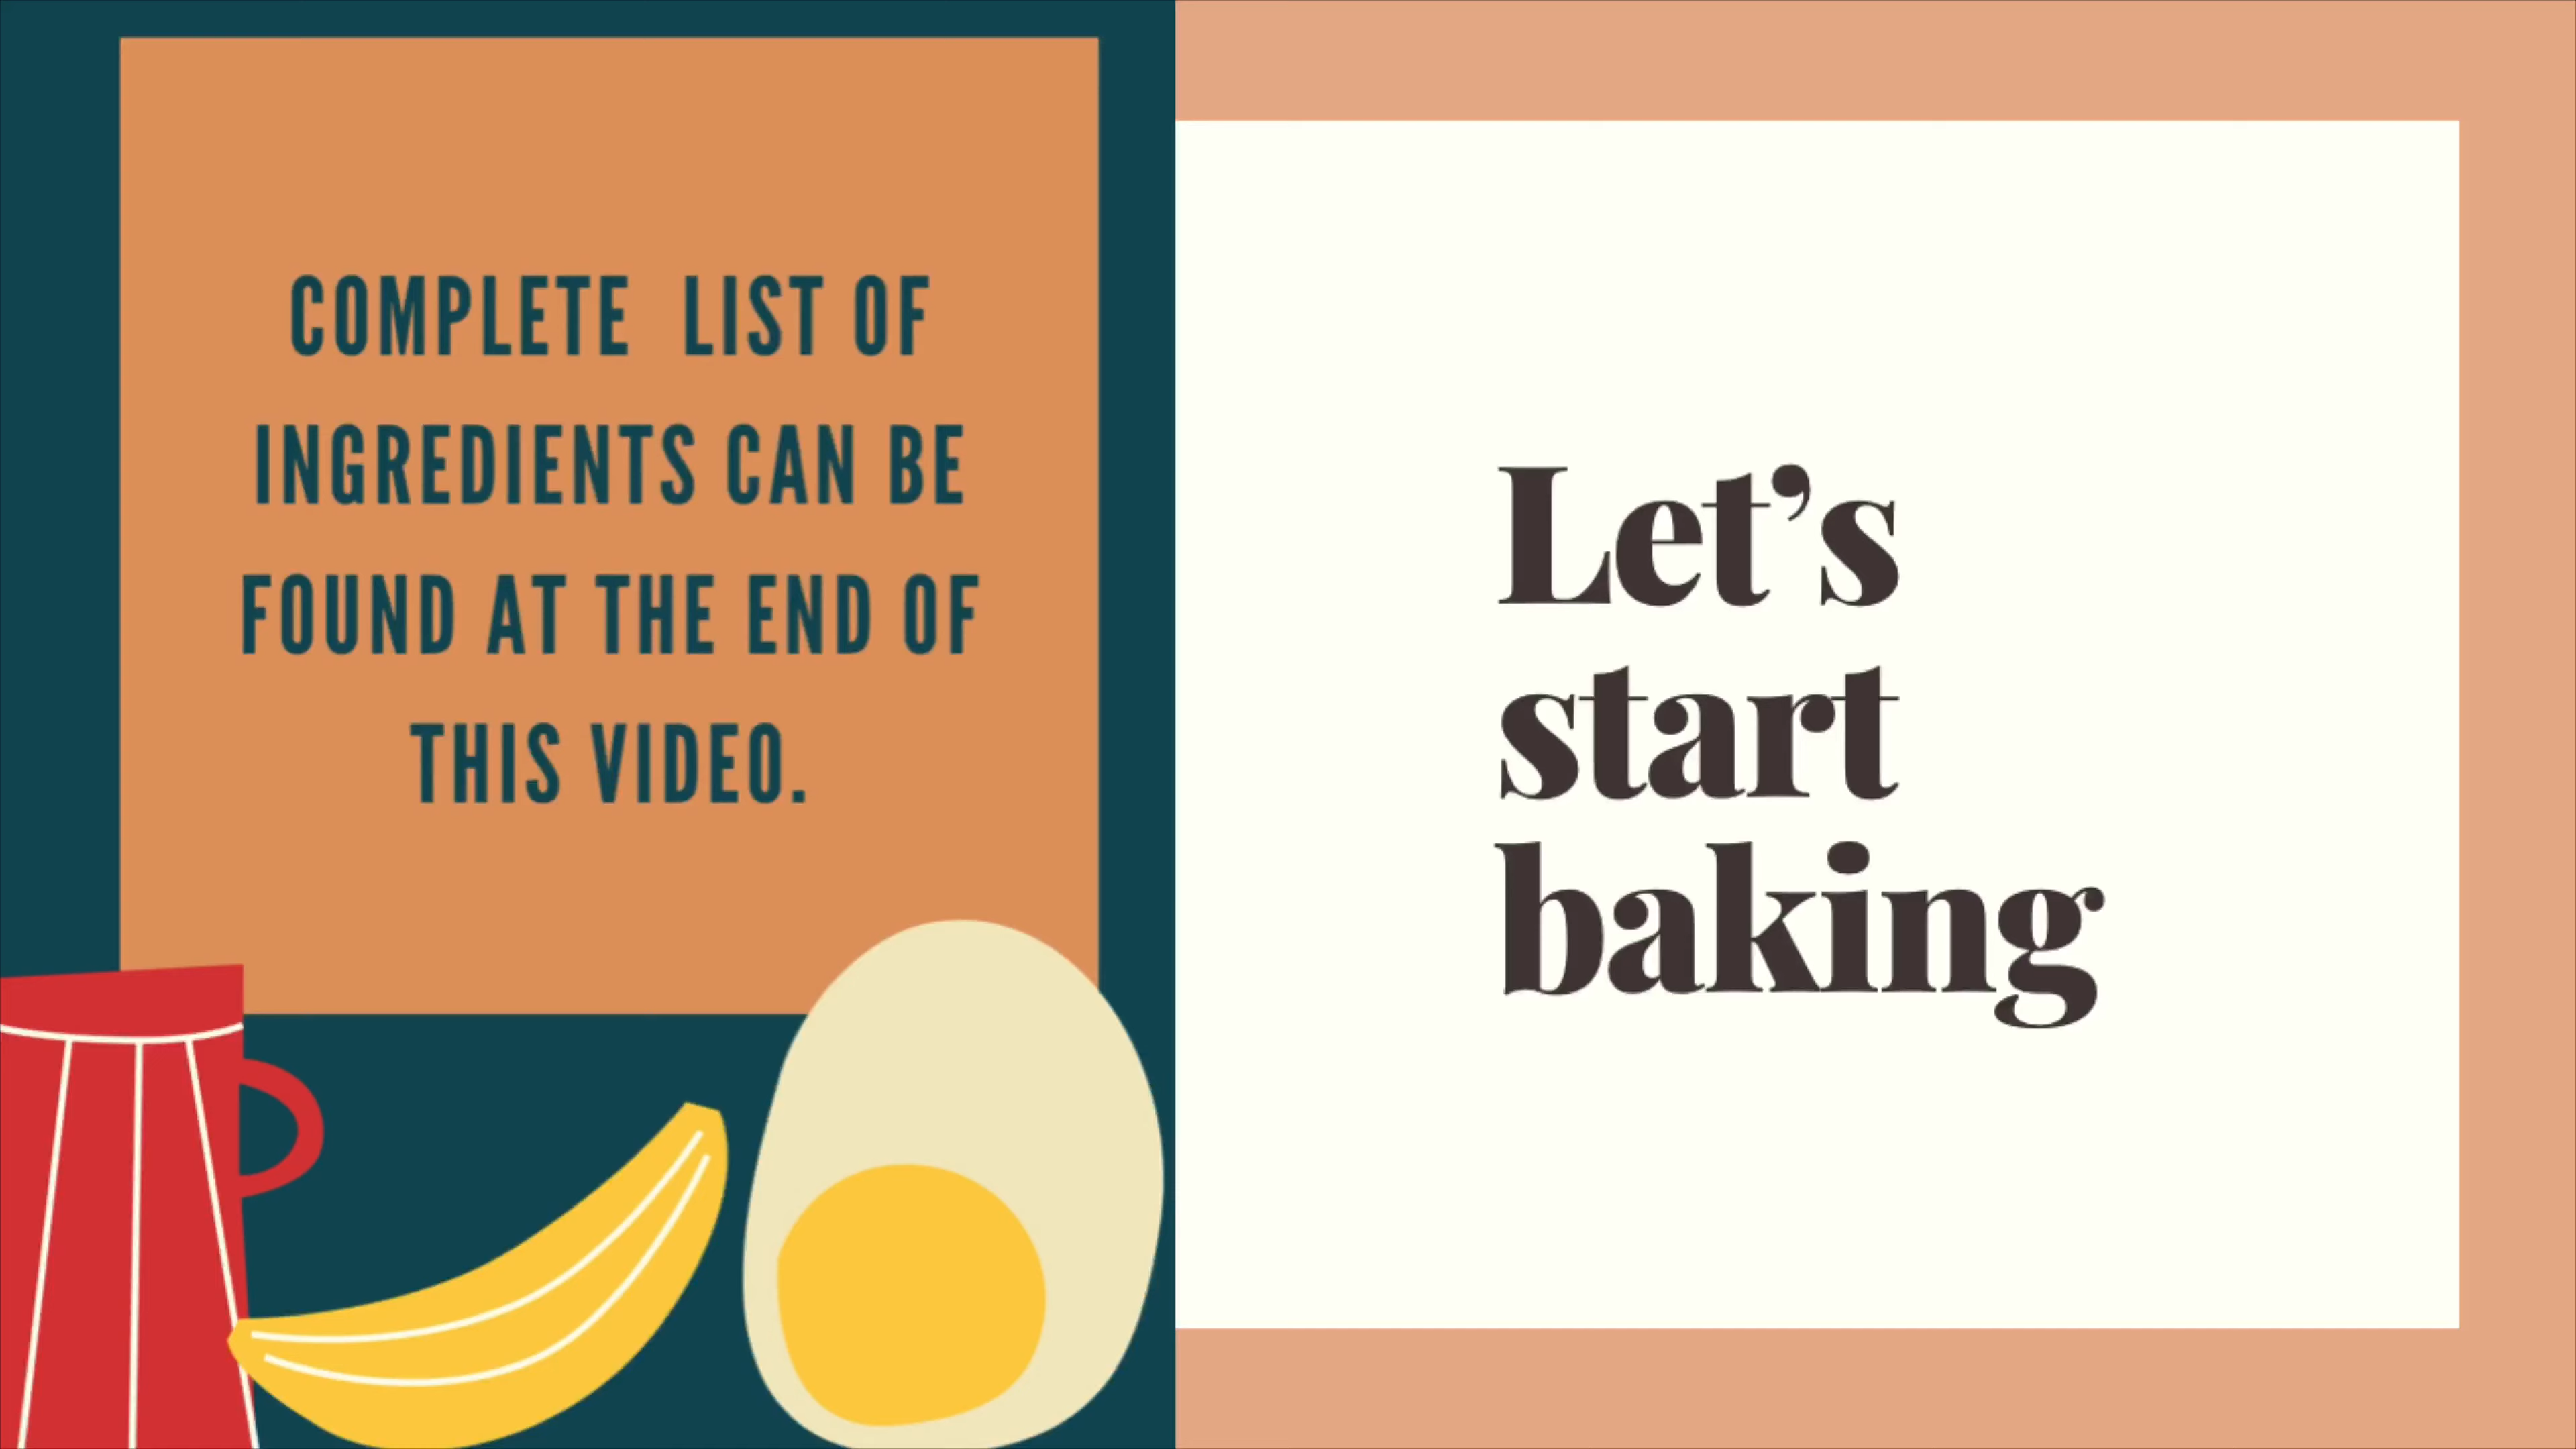 COMPLETE LIST OF
INGREDIENTS CAN BE
FOUND AT THE END OF
THIS VIDEO.
Let’s
start
baking